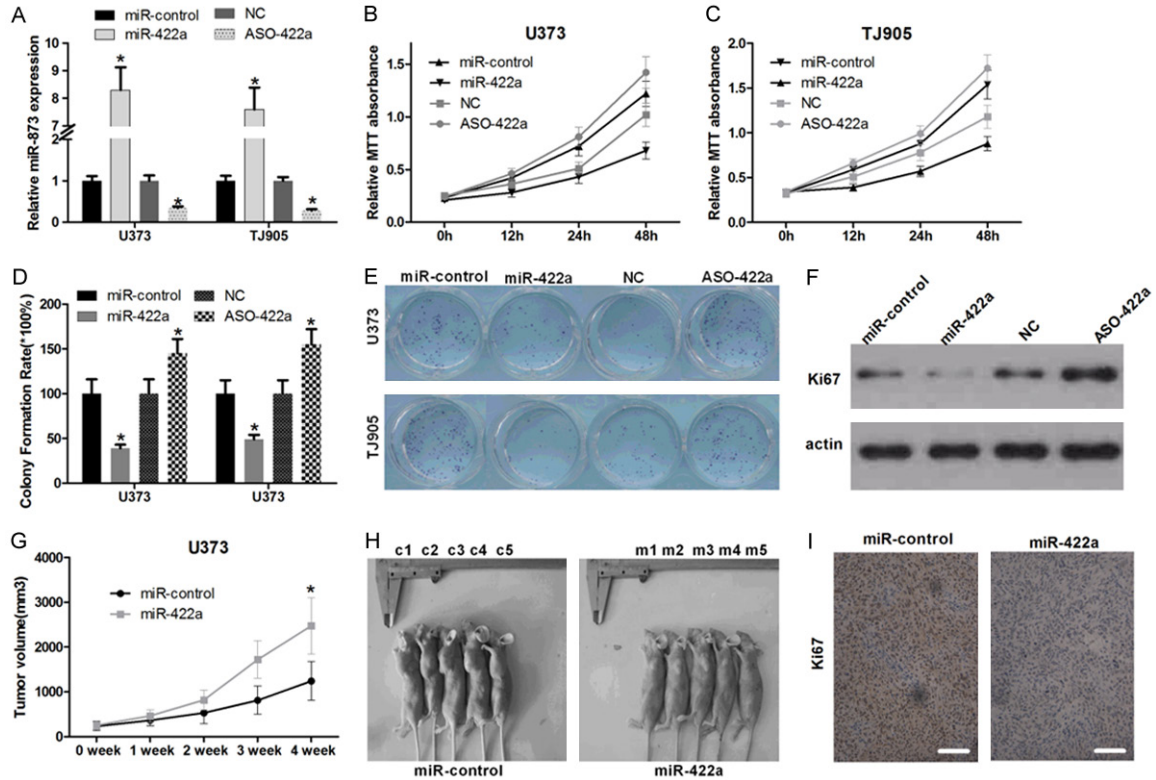 A
miR-control
NC
miR-422a
ASO-422a
Relative miR-873 expression
10
9
8
7
2
1
0
*
*
*
*
U373
TJ905
B
U373
miR-control
miR-422a
NC
ASO-422a
Relative MTT absorbance
1.5
1.0
0.5
0.0
0h
12h
24h
48h
C
TJ905
miR-control
miR-422a
NC
ASO-422a
Relative MTT absorbance
2.0
1.5
1.0
0.5
0.0
0h
12h
24h
48h
D
miR-control
NC
miR-422a
ASO-422a
Colony Formation Rate(*100%)
200
150
100
50
0
*
*
*
*
U373
U373
E
miR-control
miR-422a
NC
ASO-422a
U373
TJ905
F
miR-control
miR-422a
NC
ASO-422a
Ki67
actin
G
U373
miR-control
miR-422a
Tumor volume(mm3)
4000
3000
2000
1000
0
*
0 week
1 week
2 week
3 week
4 week
H
c1 c2 c3 c4 c5
m1 m2 m3 m4 m5
miR-control
miR-422a
I
miR-control
miR-422a
Ki67